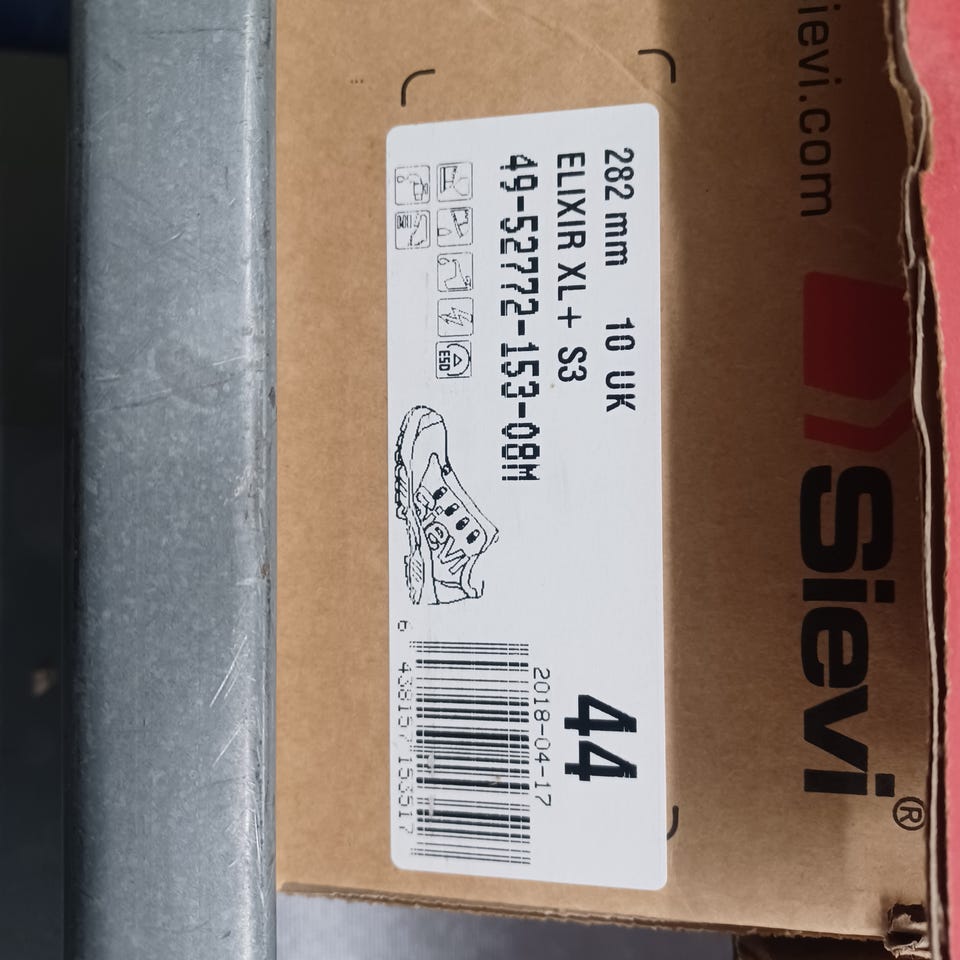 sievi.com
Sievi®
282 mm 10 UK
ELIXIR XL+ S3
49-52772-153-08M
44
ESD
sievi
2018-04-17
6 438157 153517